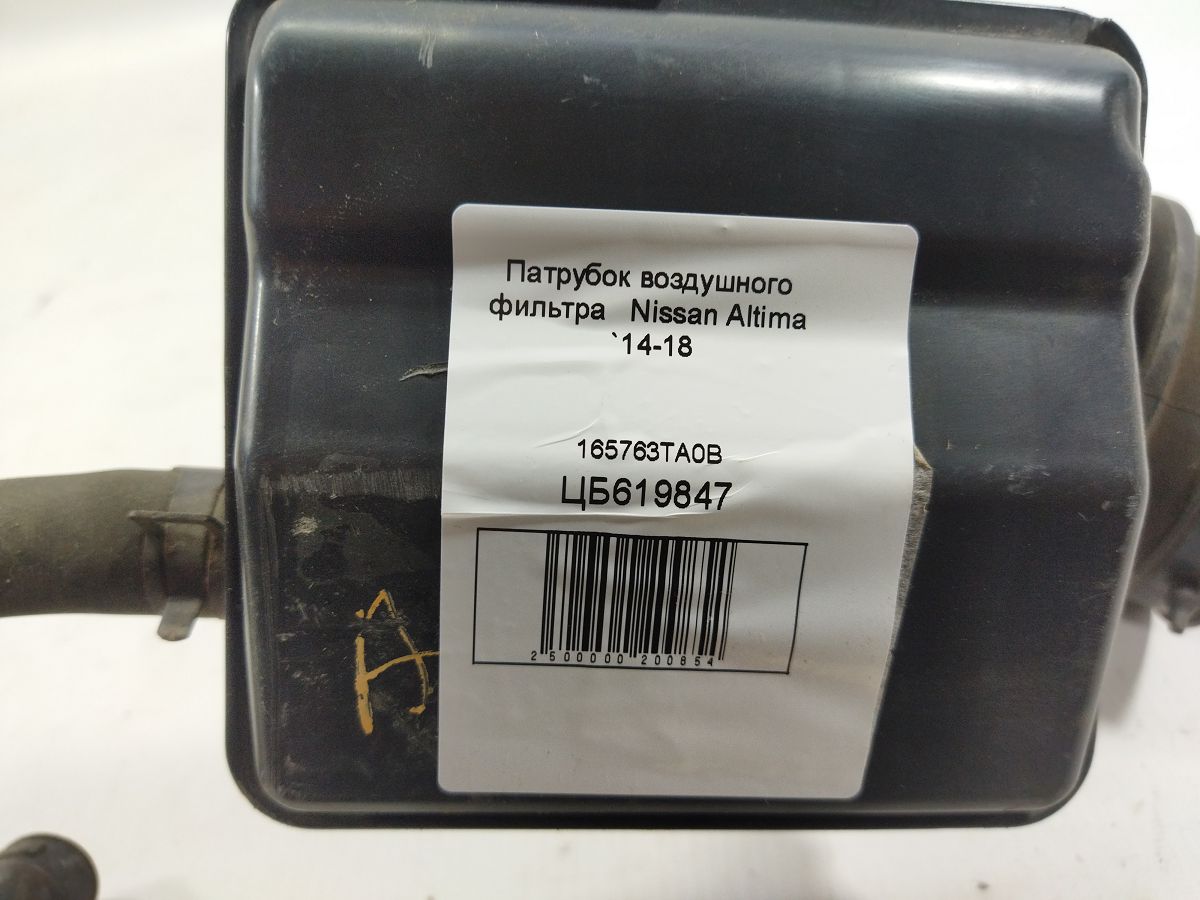 Патрубок воздушного
фильтра Nissan Altima
`14-18
165763TA0B
ЦБ619847
2500000200854